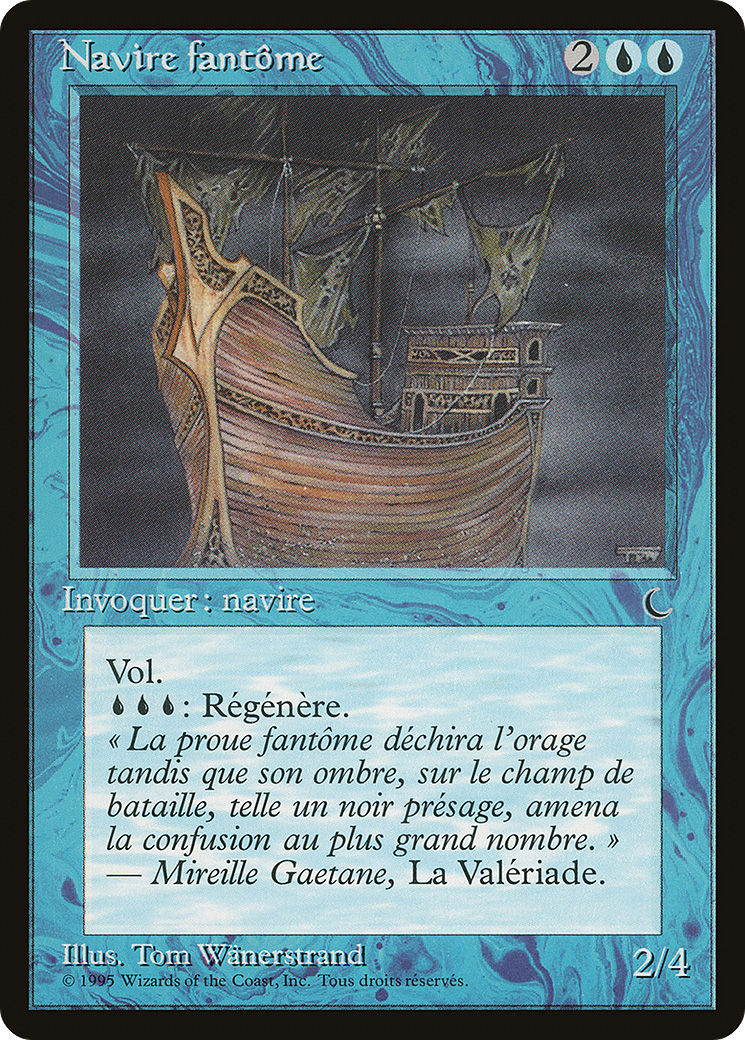 Navire fantôme 2
TEW
Invoquer : navire
Vol.
: Régénère.
« La proue fantôme déchira l'orage
tandis que son ombre, sur le champ de
bataille, telle un noir présage, amena
la confusion au plus grand nombre. »
— Mireille Gaetane, La Valériade.
Illus. Tom Wänerstrand
2/4
© 1995 Wizards of the Coast, Inc. Tous droits réservés.